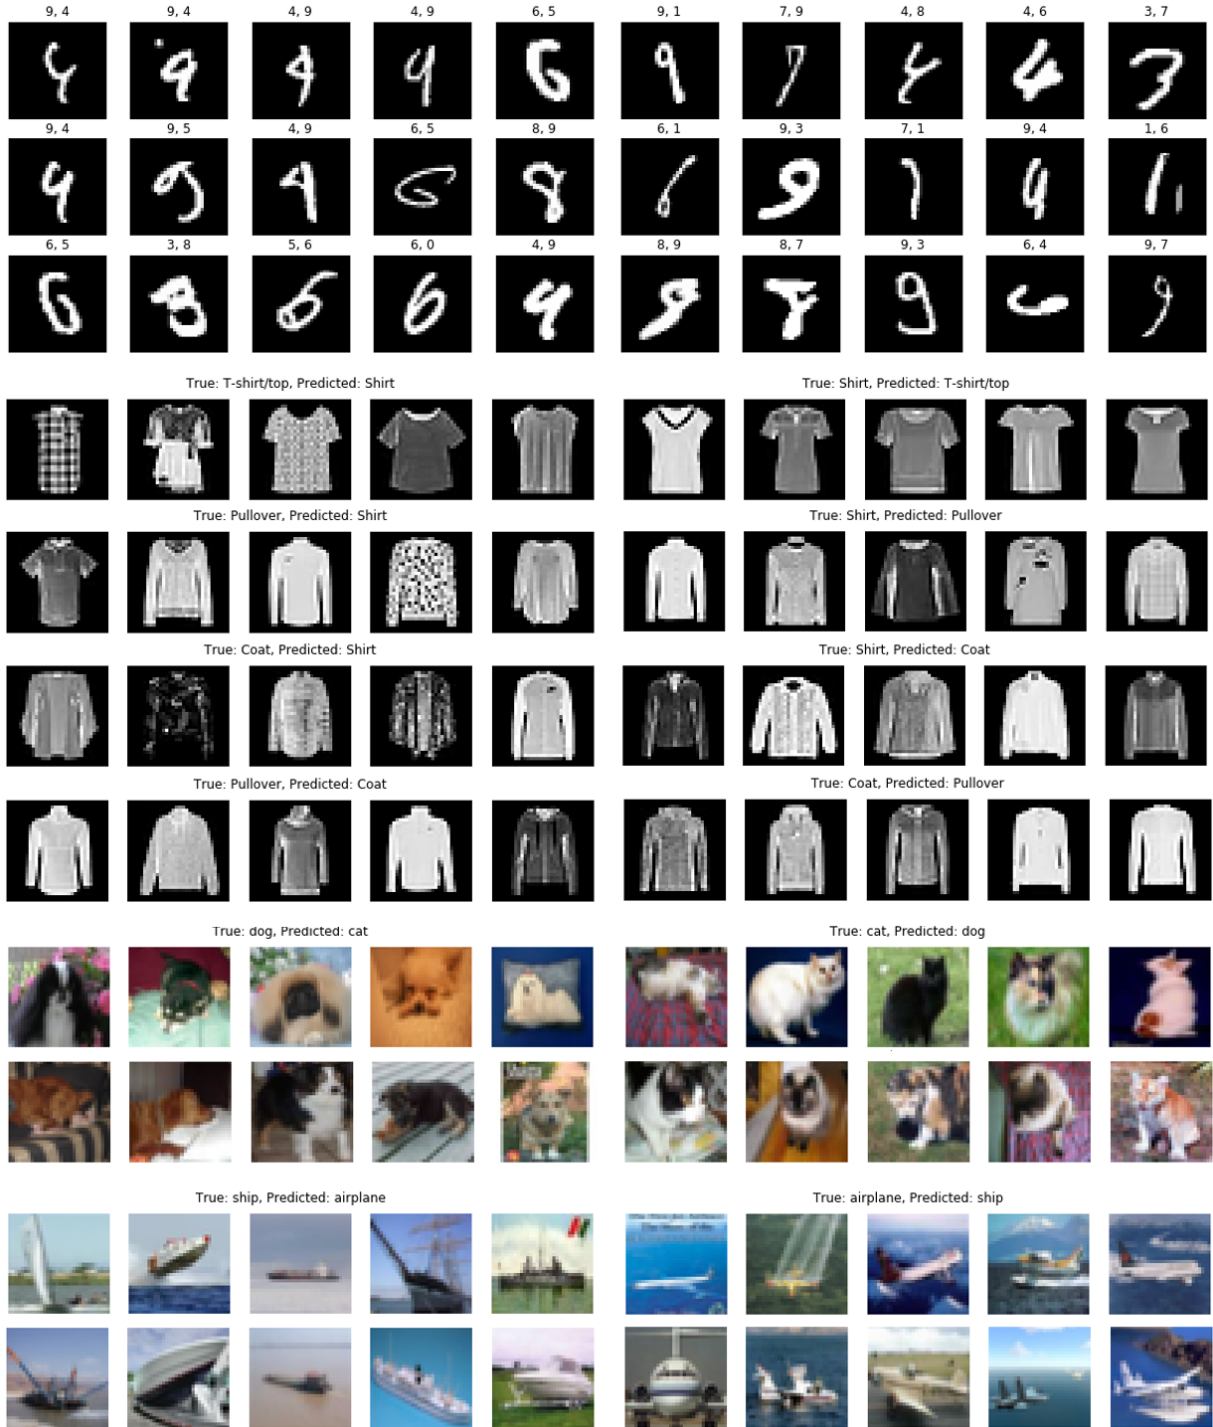 9, 4 9, 4 4, 9 4, 9 6, 5 9, 1 7, 9 4, 8 4, 6 3, 7
9, 4 9, 5 4, 9 6, 5 8, 9 6, 1 9, 3 7, 1 9, 4 1, 6
6, 5 3, 8 5, 6 6, 0 4, 9 8, 9 8, 7 9, 3 6, 4 9, 7
True: T-shirt/top, Predicted: Shirt True: Shirt, Predicted: T-shirt/top
True: Pullover, Predicted: Shirt True: Shirt, Predicted: Pullover
True: Coat, Predicted: Shirt True: Shirt, Predicted: Coat
True: Pullover, Predicted: Coat True: Coat, Predicted: Pullover
True: dog, Predicted: cat True: cat, Predicted: dog
True: ship, Predicted: airplane True: airplane, Predicted: ship